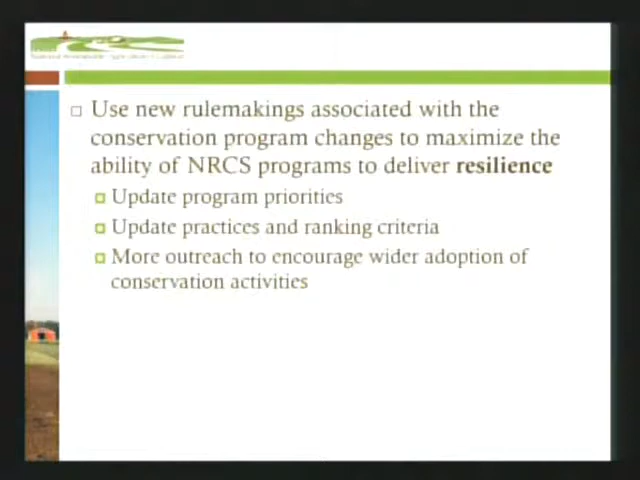 Use new rulemakings associated with the
conservation program changes to maximize the
ability of NRCS programs to deliver resilience
Update program priorities
Update practices and ranking criteria
More outreach to encourage wider adoption of
conservation activities